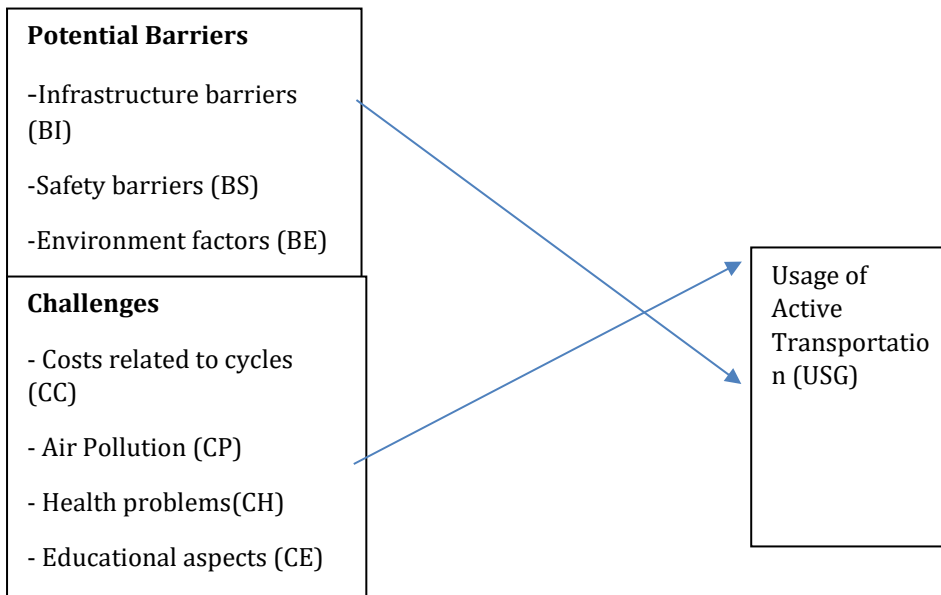 Potential Barriers
-Infrastructure barriers
(BI)
-Safety barriers (BS)
-Environment factors (BE)
Challenges
- Costs related to cycles
(CC)
- Air Pollution (CP)
- Health problems(CH)
- Educational aspects (CE)
Usage of
Active
Transportatio
n (USG)